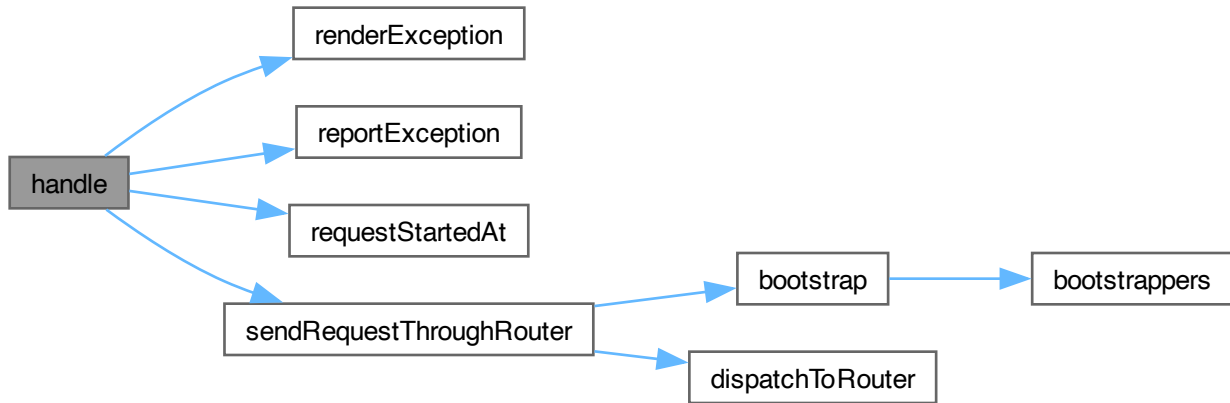 renderException
reportException
handle
requestStartedAt
bootstrap
bootstrappers
sendRequestThroughRouter
dispatchToRouter